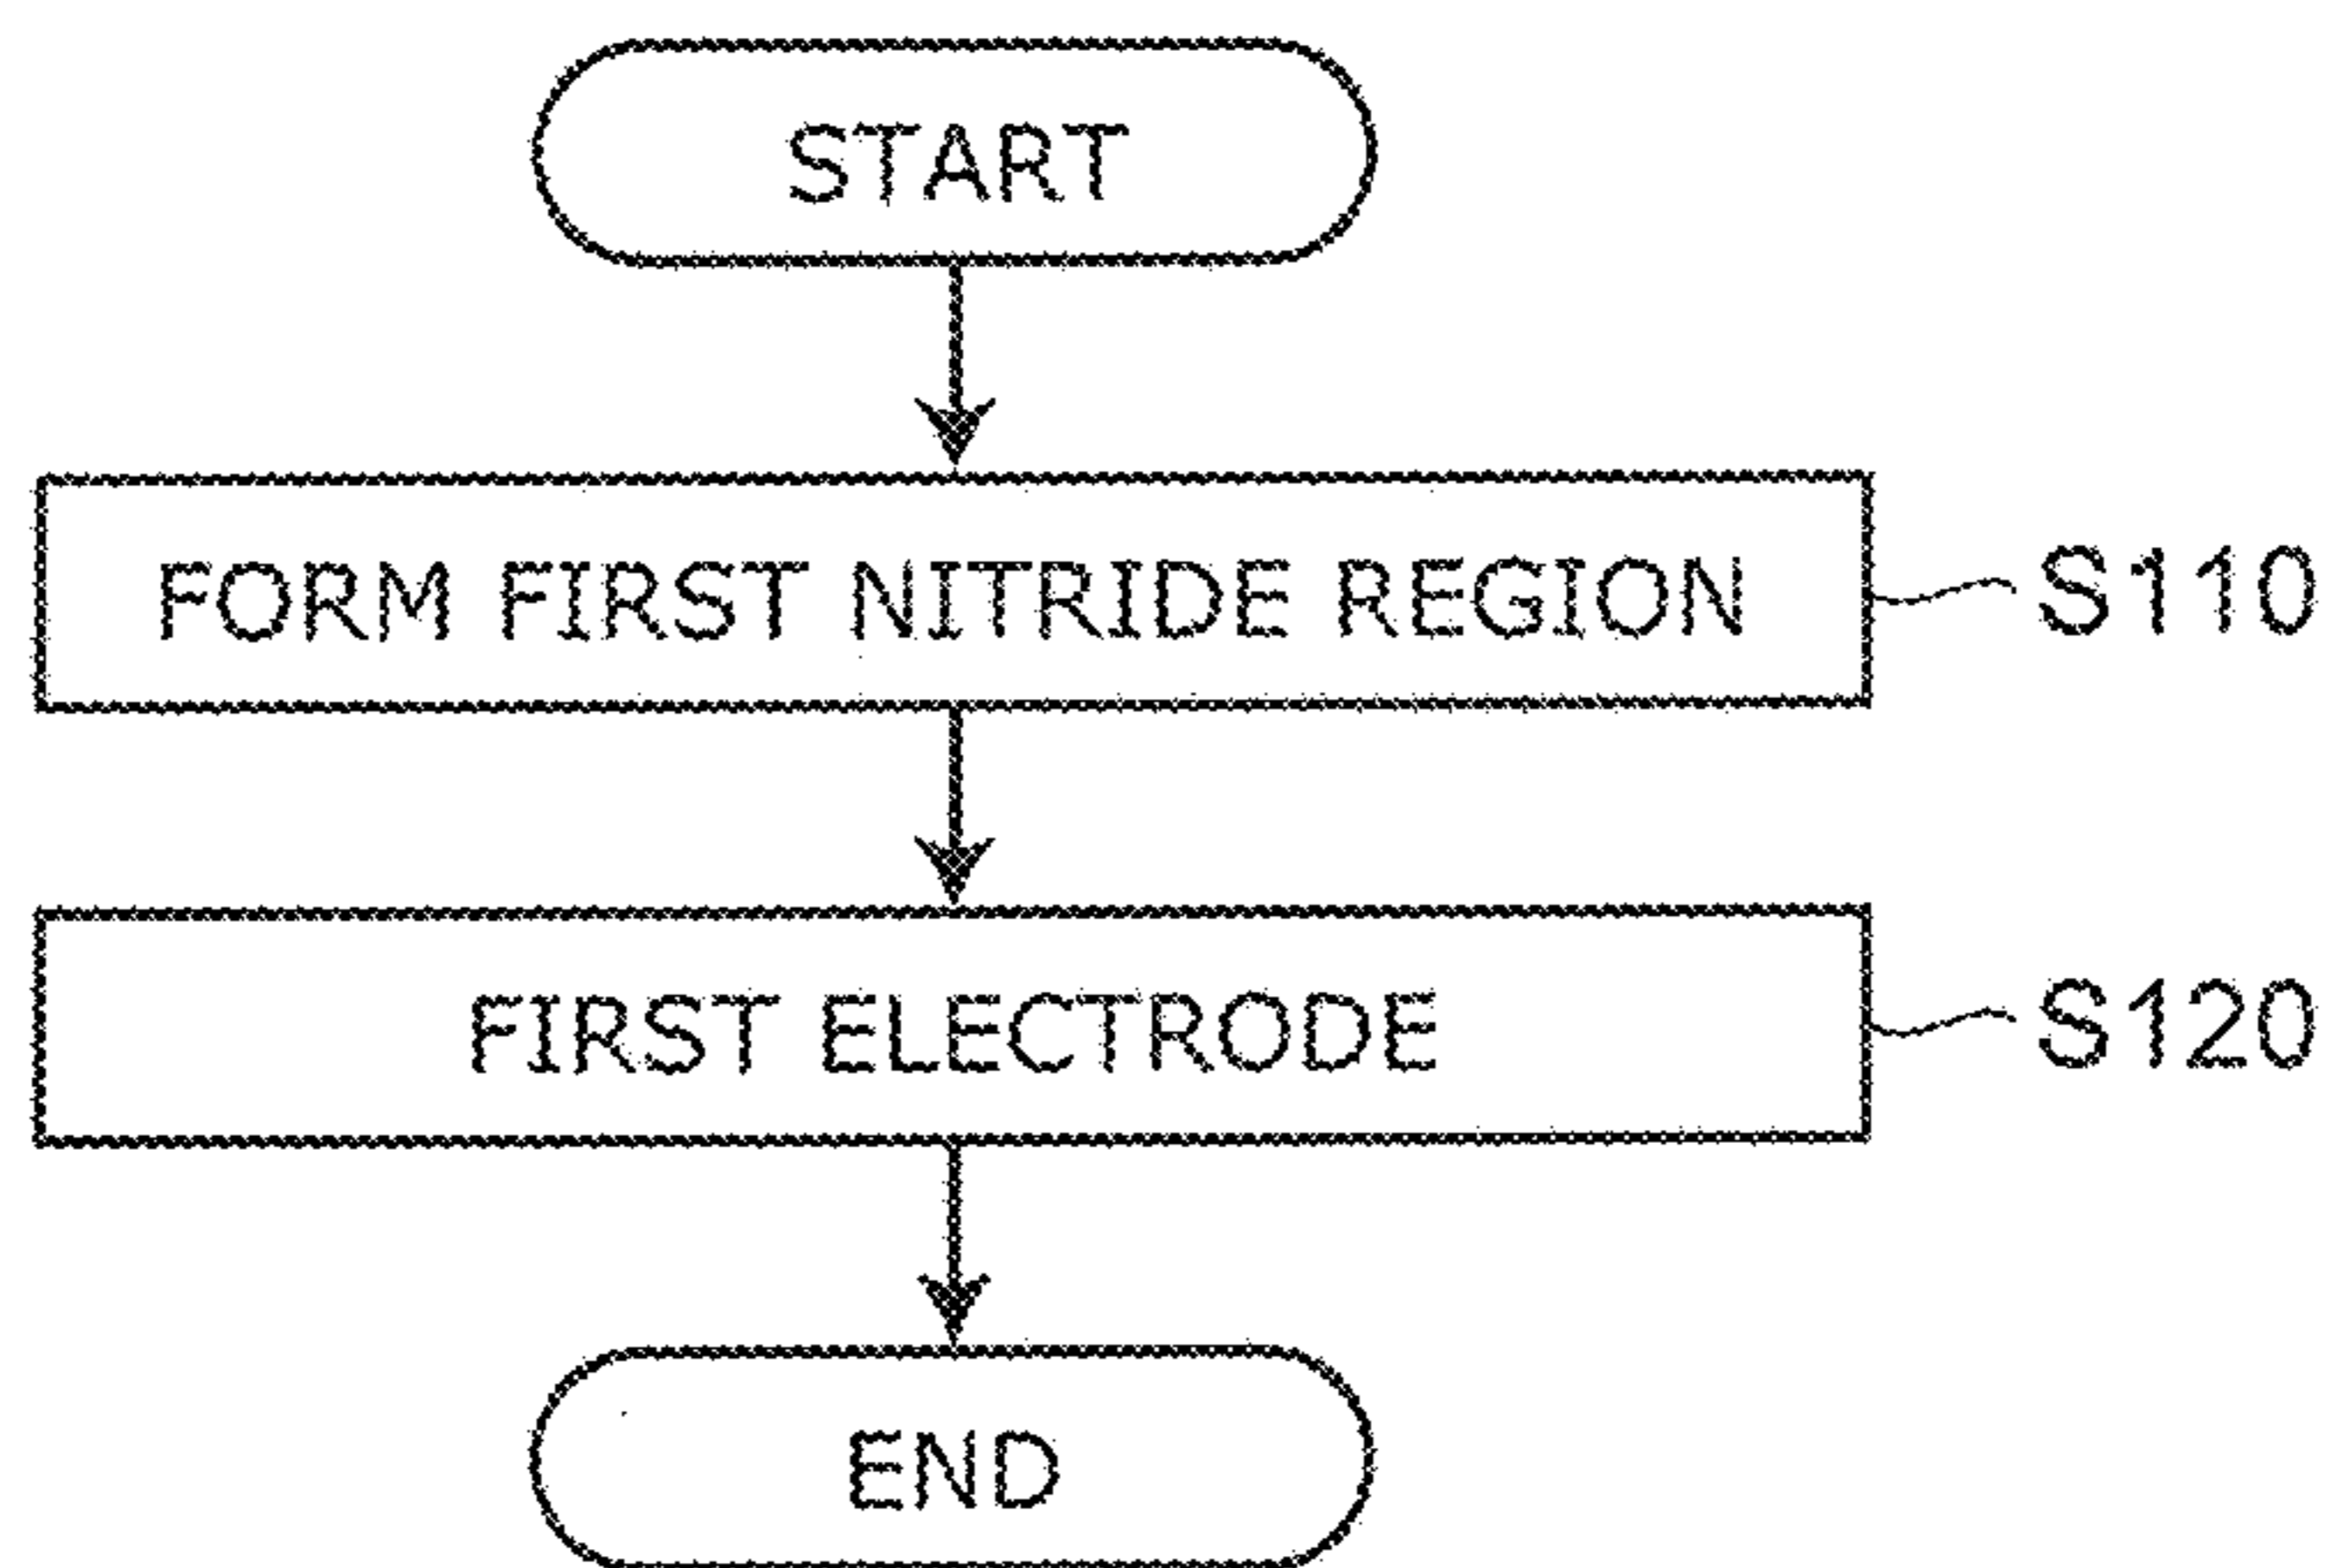 START
FORM FIRST NITRIDE REGION
S110
FIRST ELECTRODE
S120
END